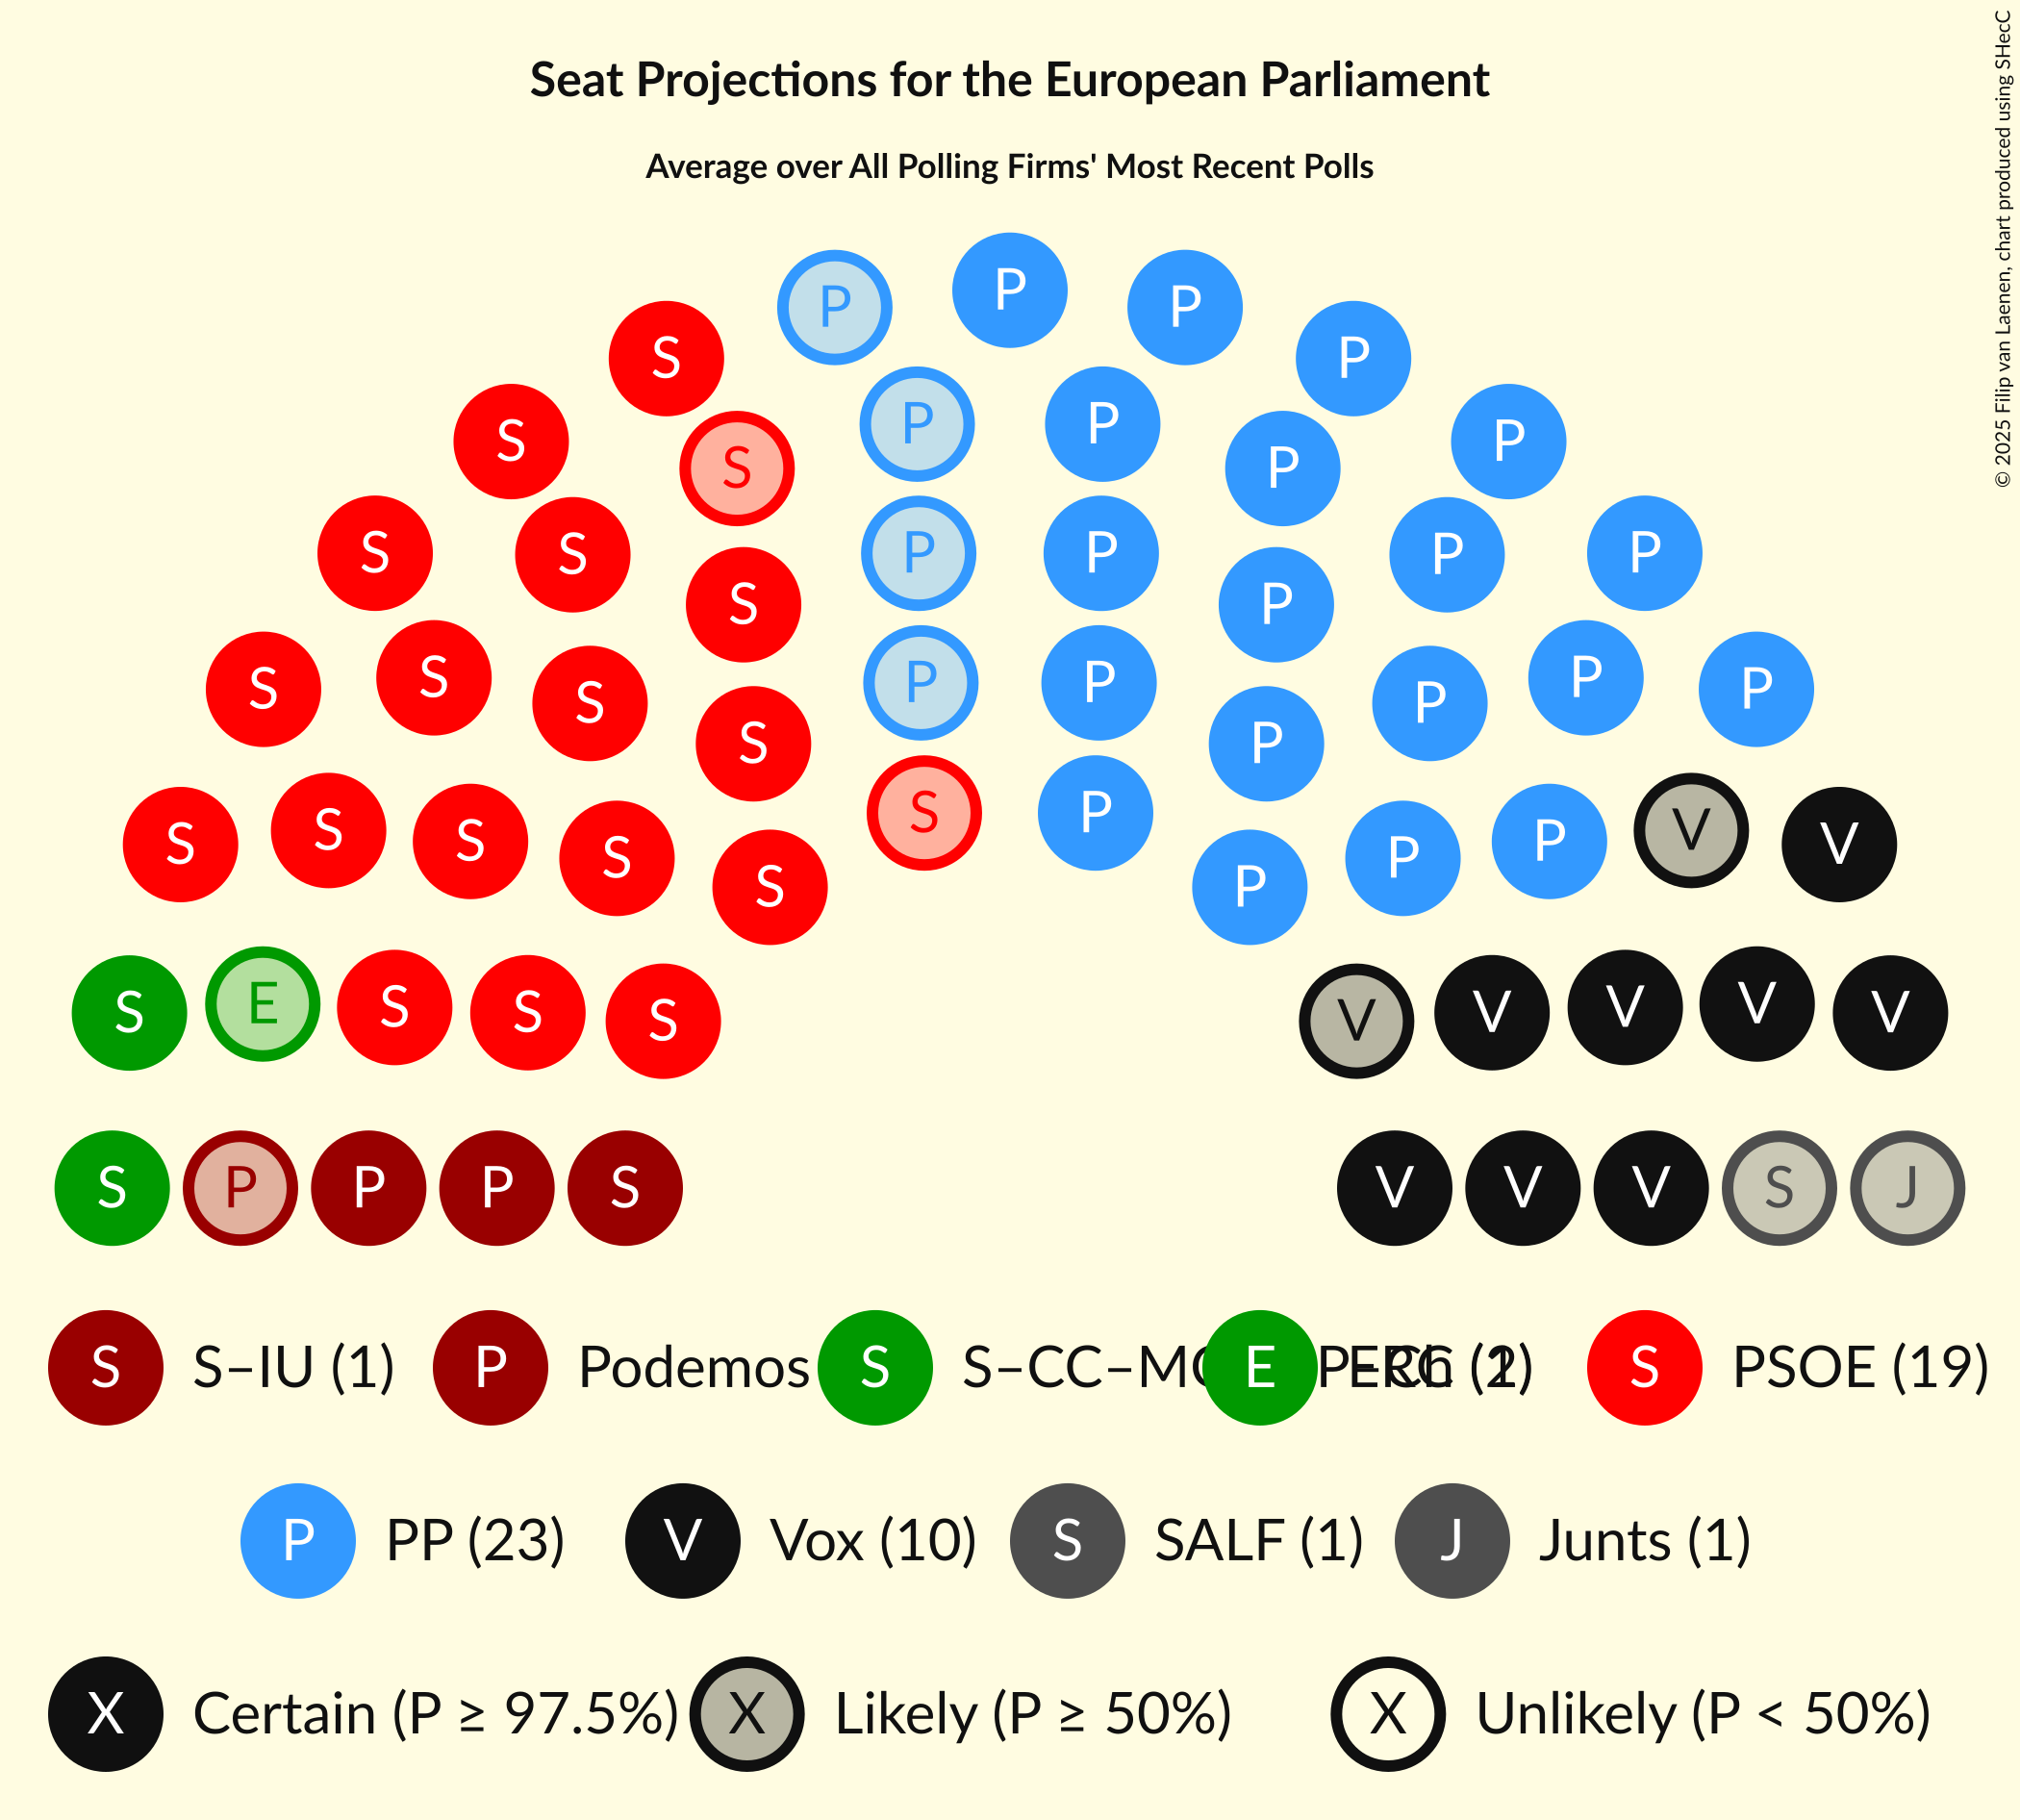 Seat Projections for the European Parliament
Average over All Polling Firms' Most Recent Polls
© 2025 Filip van Laenen, chart produced using SHecC
P P P P
S P
S S P P P P
S S P P P P
S S P P
S S S P P P P P
S P
S S S S S P P P P V V
S P
S E S S S V V V V V
S P P P S V V V S J
S S–IU (1) P Podemos S S–CC–M E S PSOE (19)
P PP (23) V Vox (10) S SALF (1) J Junts (1)
X Certain (P ≥ 97.5%) X Likely (P ≥ 50%) X Unlikely (P < 50%)